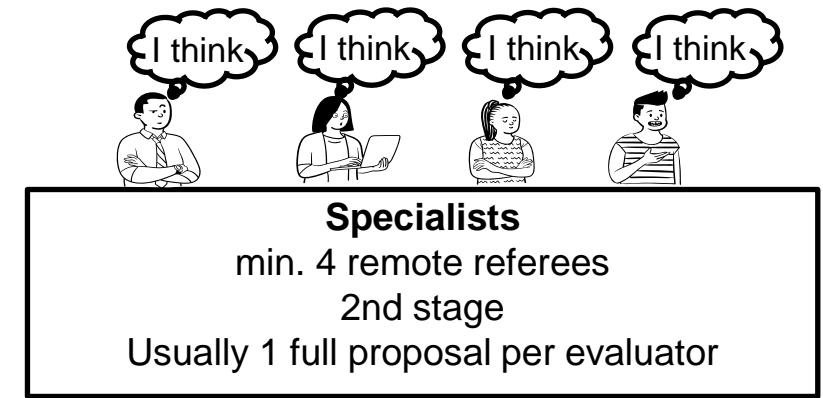 I think I think I think I think
Specialists
min. 4 remote referees
2nd stage
Usually 1 full proposal per evaluator